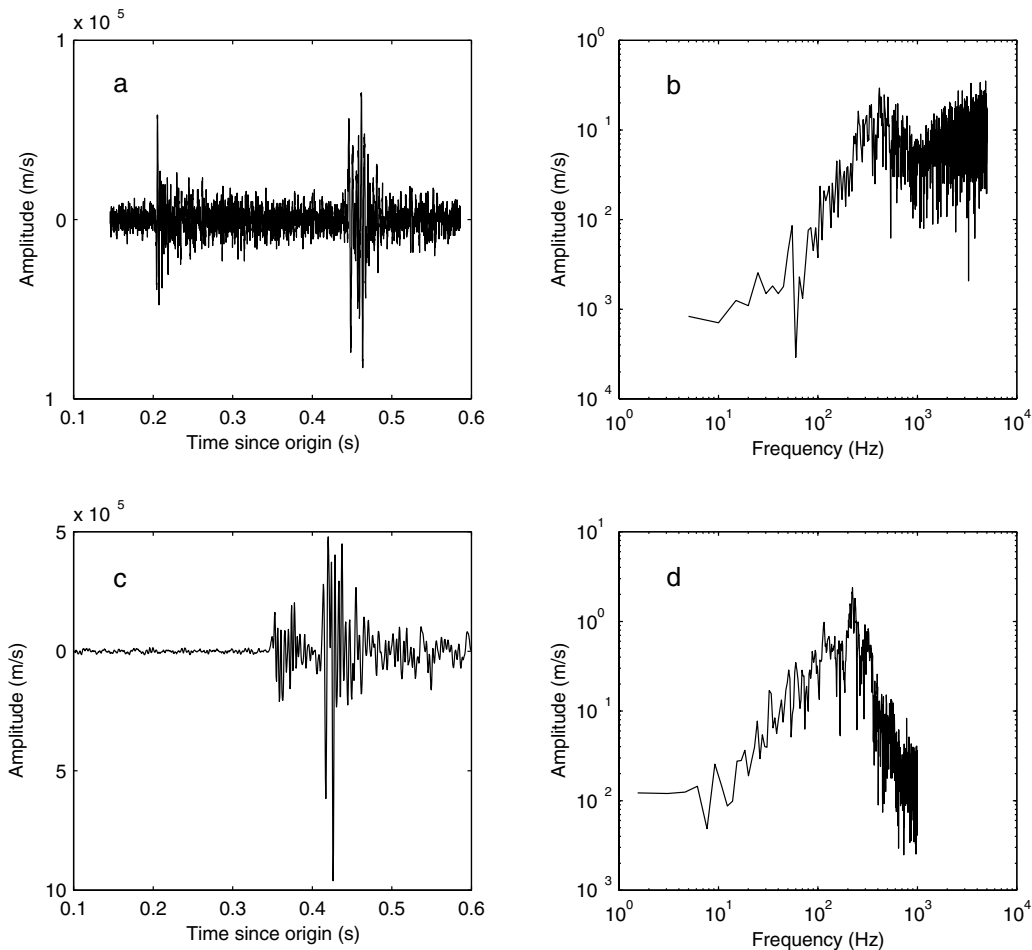 x 10 5
1
0
1
0.1 0.2 0.3 0.4 0.5 0.6
Amplitude (m/s)
Time since origin (s)
a
10 0
10 1
10 2
10 3
10 4
10 0 10 1 10 2 10 3 10 4
Amplitude (m/s)
Frequency (Hz)
b
x 10 5
5
0
5
10
0.1 0.2 0.3 0.4 0.5 0.6
Amplitude (m/s)
Time since origin (s)
c
10 1
10 0
10 1
10 2
10 3
10 0 10 1 10 2 10 3 10 4
Amplitude (m/s)
Frequency (Hz)
d